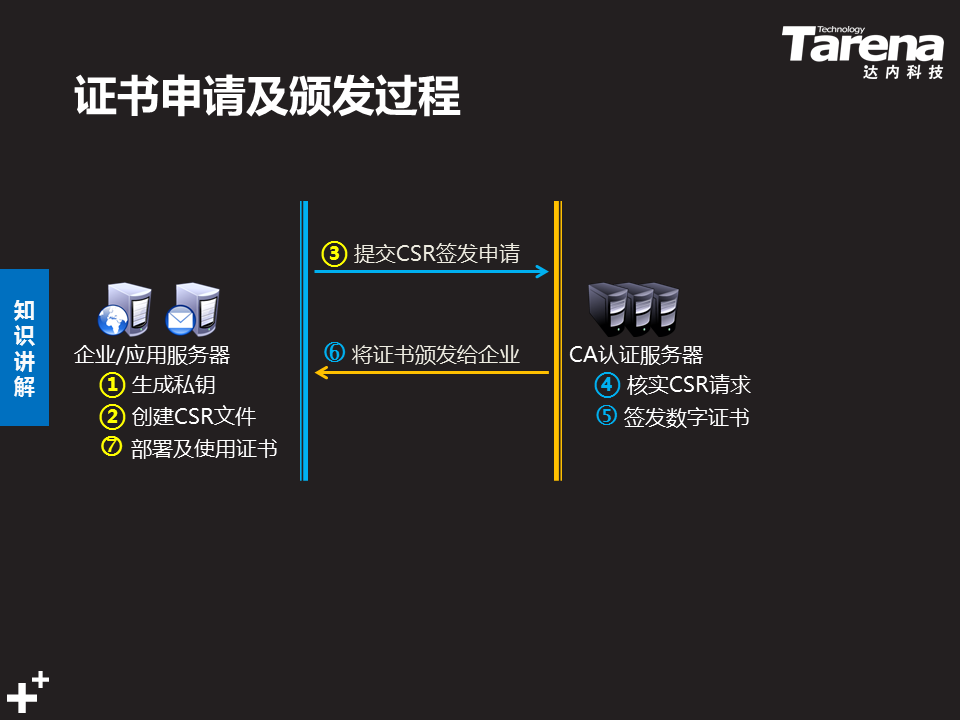 Technology
Tarena
达内科技
证书申请及颁发过程
知识讲解
③ 提交CSR签发申请
企业/应用服务器
① 生成私钥
② 创建CSR文件
⑦ 部署及使用证书
⑥ 将证书颁发给企业
CA认证服务器
④ 核实CSR请求
⑤ 签发数字证书